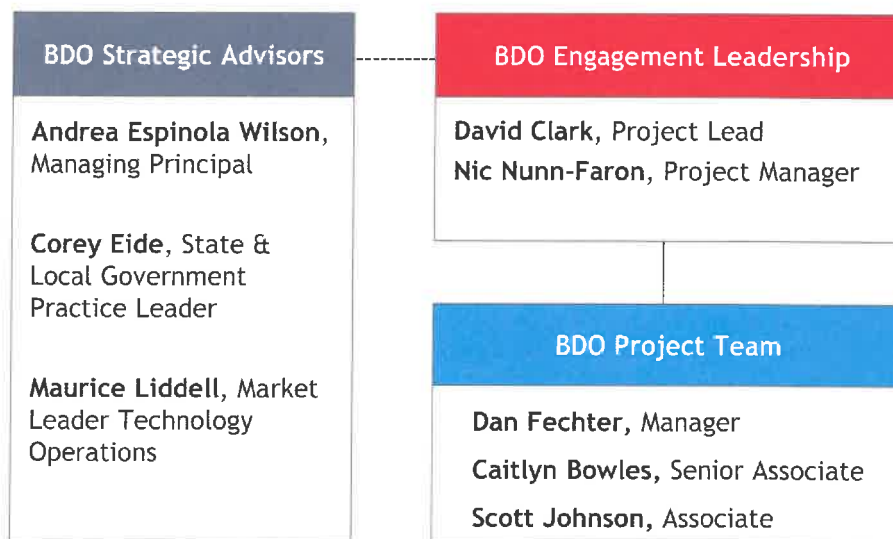 BDO Strategic Advisors
Andrea Espinola Wilson,
Managing Principal
Corey Eide, State &
Local Government
Practice Leader
Maurice Liddell, Market
Leader Technology
Operations
BDO Engagement Leadership
David Clark, Project Lead
Nic Nunn-Faron, Project Manager
BDO Project Team
Dan Fechter, Manager
Caitlyn Bowles, Senior Associate
Scott Johnson, Associate